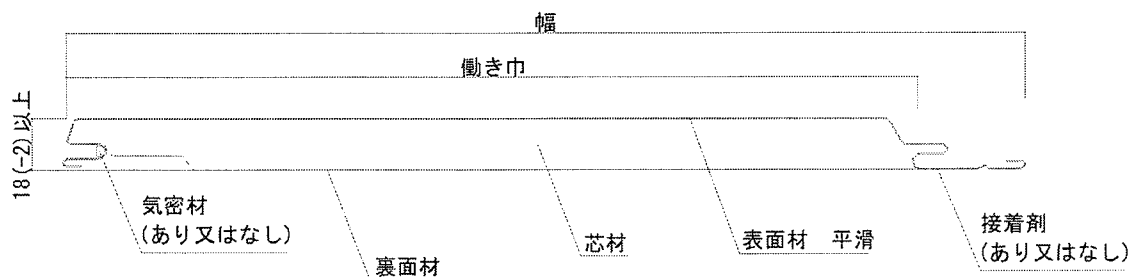 幅
働き巾
18(-2)以上
気密材
(あり又はなし)
裏面材
芯材
表面材　平滑
接着剤
(あり又はなし)